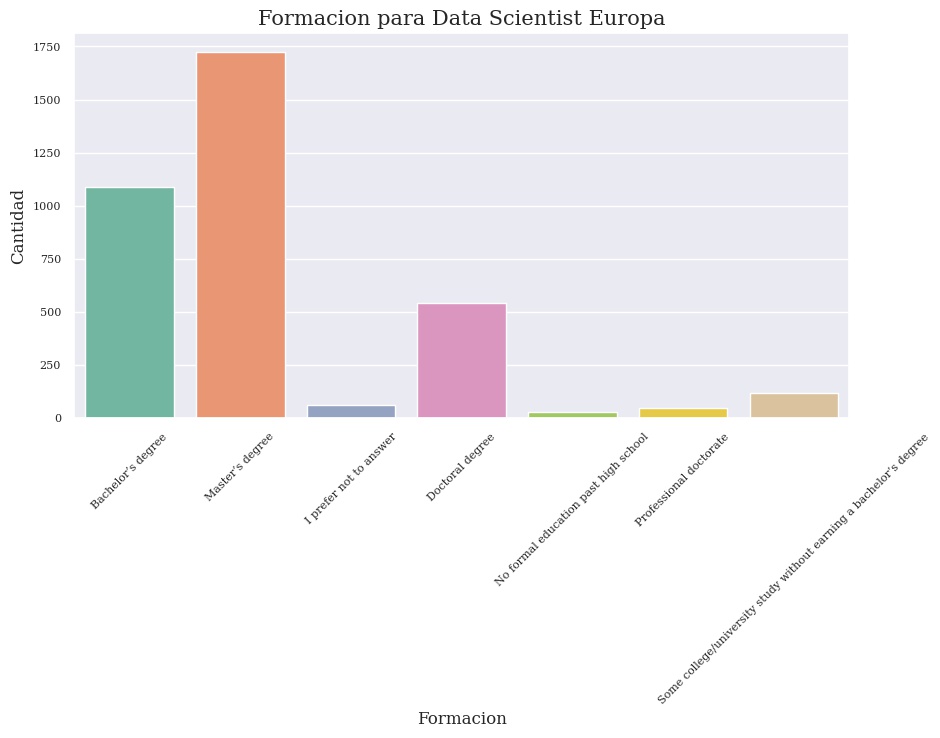 Formacion para Data Scientist Europa
Cantidad
1750
1500
1250
1000
750
500
250
0
Bachelor’s degree
Master’s degree
I prefer not to answer
Doctoral degree
No formal education past high school
Professional doctorate
Some college/university study without earning a bachelor’s degree
Formacion